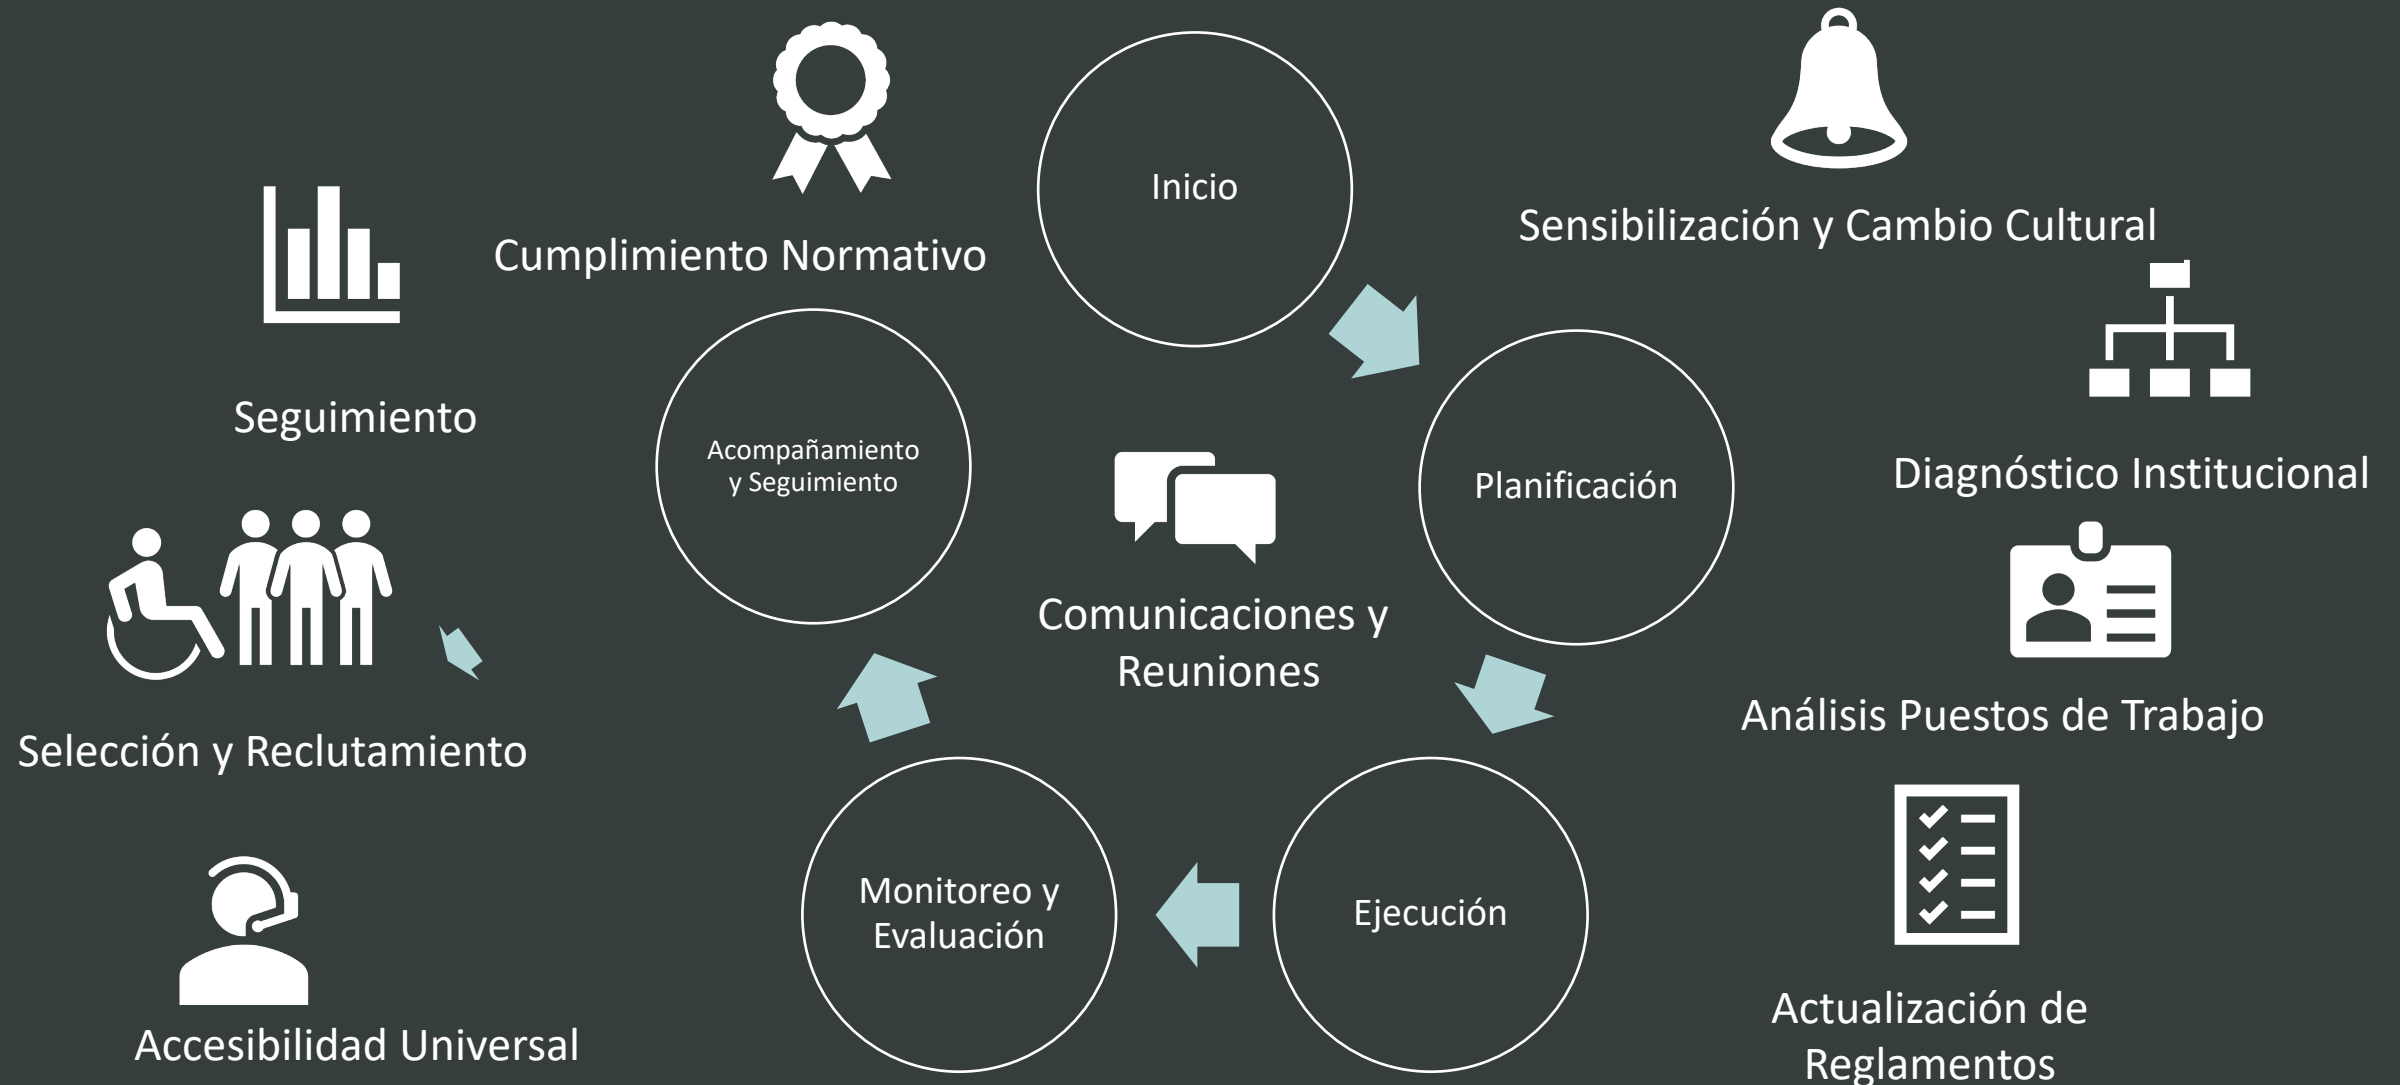 Inicio
Sensibilización y Cambio Cultural
Cumplimiento Normativo
Seguimiento
Acompañamiento
y Seguimiento
Planificación
Diagnóstico Institucional
Comunicaciones y
Reuniones
Análisis Puestos de Trabajo
Selección y Reclutamiento
Monitoreo y
Evaluación
Ejecución
Actualización de
Reglamentos
Accesibilidad Universal